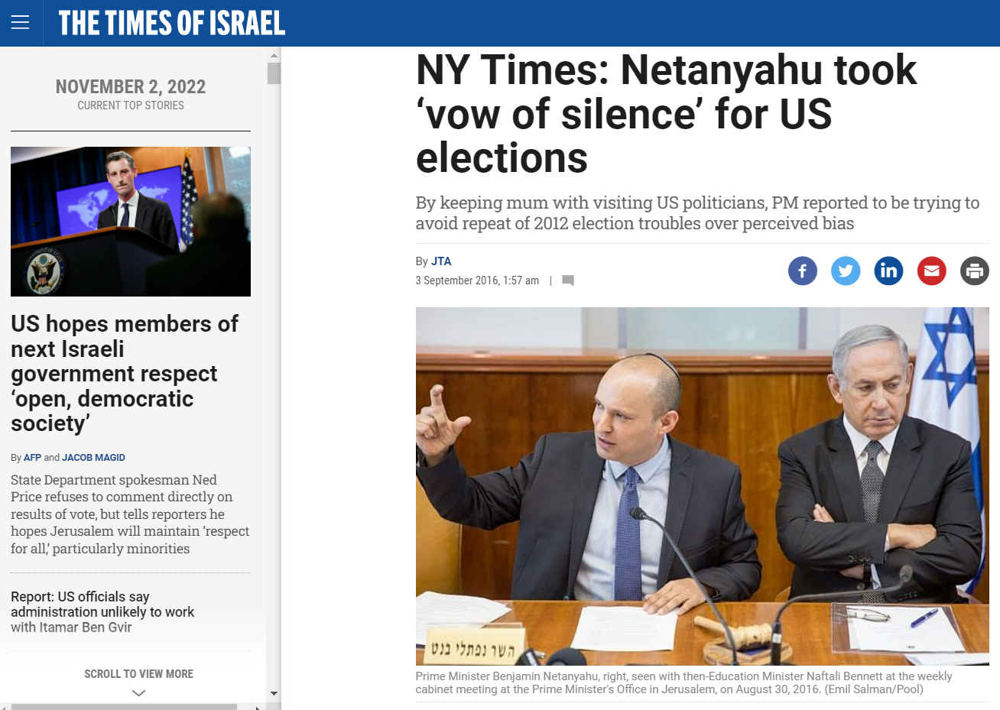 THE TIMES OF ISRAEL
NOVEMBER 2, 2022
CURRENT TOP STORIES
US hopes members of
next Israeli
government respect
‘open, democratic
society’
By AFP and JACOB MAGID
State Department spokesman Ned
Price refuses to comment directly on
results of vote, but tells reporters he
hopes Jerusalem will maintain ‘respect
for all,’ particularly minorities
Report: US officials say
administration unlikely to work
with Itamar Ben Gvir
SCROLL TO VIEW MORE
NY Times: Netanyahu took
‘vow of silence’ for US
elections
By keeping mum with visiting US politicians, PM reported to be trying to
avoid repeat of 2012 election troubles over perceived bias
By JTA
3 September 2016, 1:57 am |
השר נפתלי בנט
Prime Minister Benjamin Netanyahu, right, seen with then-Education Minister Naftali Bennett at the weekly
cabinet meeting at the Prime Minister's Office in Jerusalem, on August 30, 2016. (Emil Salman/Pool)